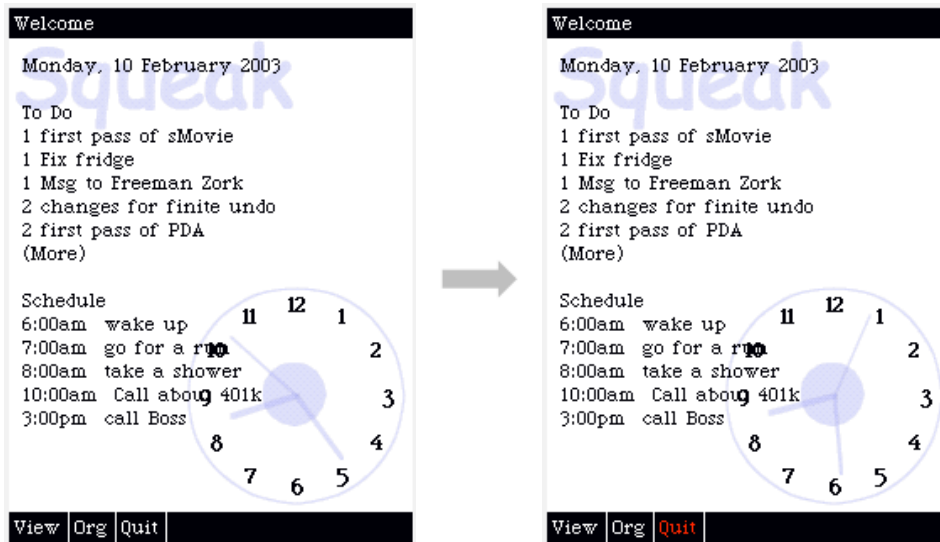 Welcome
Squeak
Monday, 10 February 2003
To Do
1 first pass of sMovie
1 Fix fridge
1 Msg to Freeman Zork
2 changes for finite undo
2 first pass of PDA
(More)
Schedule
6:00am wake up
7:00am go for a run
8:00am take a shower
10:00am Call about 401k
3:00pm call Boss
12
1
2
3
4
5
6
7
8
9
10
11
View Org Quit
Welcome
Squeak
Monday, 10 February 2003
To Do
1 first pass of sMovie
1 Fix fridge
1 Msg to Freeman Zork
2 changes for finite undo
2 first pass of PDA
(More)
Schedule
6:00am wake up
7:00am go for a run
8:00am take a shower
10:00am Call about 401k
3:00pm call Boss
12
1
2
3
4
5
6
7
8
9
10
11
View Org Quit